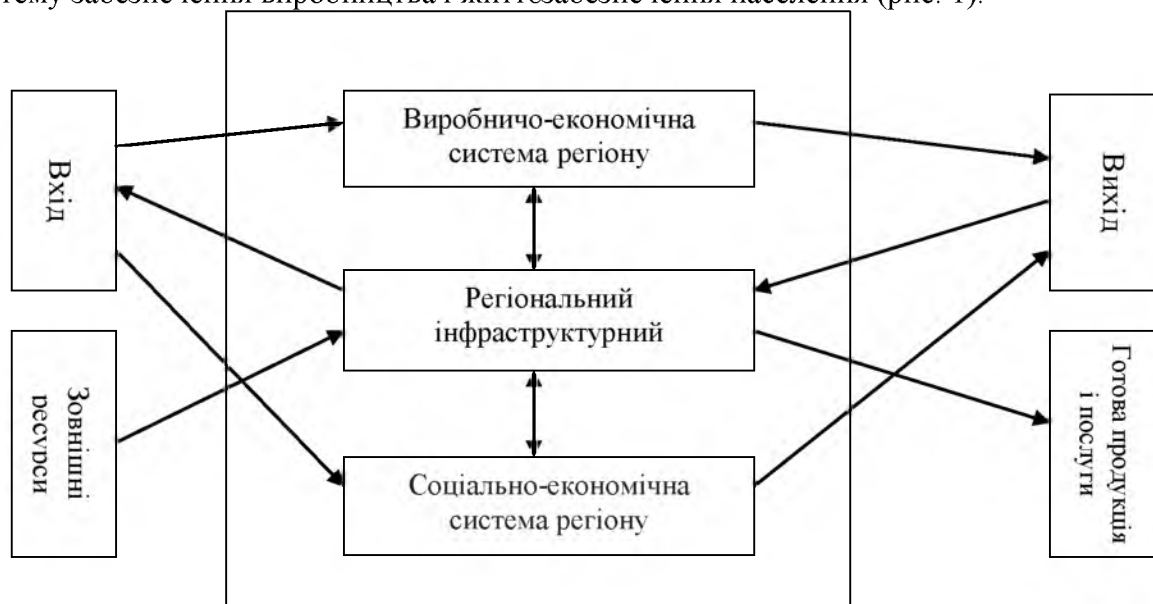 тему забезпечення виробництва і життєзабезпечення населення (рис. 1).
Вхід
Зовнішні
ресурси
Виробничо-економічна
система регіону
Регіональний
інфраструктурний
Соціально-економічна
система регіону
Вихід
Готова продукція
і послуги